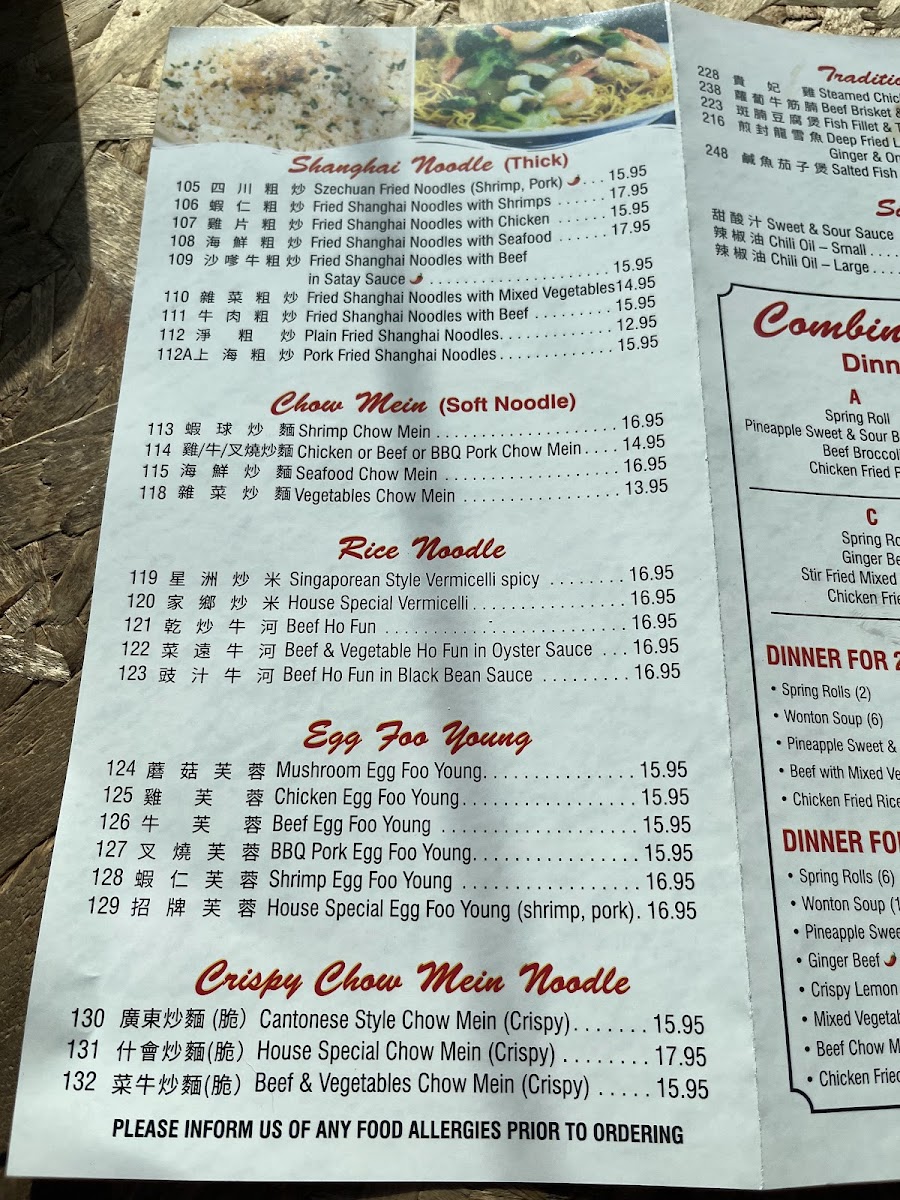 Shanghai Noodle (Thick)
105 四川粗炒 Szechuan Fried Noodles (Shrimp, Pork) ... 15.95
106 蝦仁粗炒 Fried Shanghai Noodles with Shrimps ...... 17.95
107 雞片粗炒 Fried Shanghai Noodles with Chicken ...... 15.95
108 海鮮粗炒 Fried Shanghai Noodles with Seafood ...... 17.95
109 沙嗲牛粗炒 Fried Shanghai Noodles with Beef
in Satay Sauce ...................... 15.95
110 雜菜粗炒 Fried Shanghai Noodles with Mixed Vegetables 14.95
111 牛肉粗炒 Fried Shanghai Noodles with Beef ......... 15.95
112 淨粗炒 Plain Fried Shanghai Noodles............. 12.95
112A 上海粗炒 Pork Fried Shanghai Noodles ............. 15.95
Chow Mein (Soft Noodle)
113 蝦球炒麵 Shrimp Chow Mein ..................... 16.95
114 雞/牛/叉燒炒麵 Chicken or Beef or BBQ Pork Chow Mein .... 14.95
115 海鮮炒麵 Seafood Chow Mein .................... 16.95
118 雜菜炒麵 Vegetables Chow Mein .................. 13.95
Rice Noodle
119 星洲炒米 Singaporean Style Vermicelli spicy ........ 16.95
120 家鄉炒米 House Special Vermicelli ................ 16.95
121 乾炒牛河 Beef Ho Fun ......................... 16.95
122 菜遠牛河 Beef & Vegetable Ho Fun in Oyster Sauce ... 16.95
123 豉汁牛河 Beef Ho Fun in Black Bean Sauce ......... 16.95
Egg Foo Young
124 蘑菇芙蓉 Mushroom Egg Foo Young................ 15.95
125 雞芙蓉 Chicken Egg Foo Young.................. 15.95
126 牛芙蓉 Beef Egg Foo Young .................... 15.95
127 叉燒芙蓉 BBQ Pork Egg Foo Young................. 15.95
128 蝦仁芙蓉 Shrimp Egg Foo Young .................. 16.95
129 招牌芙蓉 House Special Egg Foo Young (shrimp, pork). 16.95
Crispy Chow Mein Noodle
130 廣東炒麵 (脆) Cantonese Style Chow Mein (Crispy)....... 15.95
131 什會炒麵(脆) House Special Chow Mein (Crispy) ........ 17.95
132 菜牛炒麵(脆) Beef & Vegetables Chow Mein (Crispy) ..... 15.95
PLEASE INFORM US OF ANY FOOD ALLERGIES PRIOR TO ORDERING
228 貴妃雞 Steamed
238 蘿蔔牛筋腩 Beef Brisket &
223 斑腩豆腐煲 Fish Fillet &
216 煎封龍雪魚 Deep Fried
Ginger &
248 鹹魚茄子煲 Salted Fish
甜酸汁 Sweet & Sour Sauce
辣椒油 Chili Oil – Small ....
辣椒油 Chili Oil – Large ....
A
Spring Roll
Pineapple Sweet & Sour
Beef
Chicken Fried
C
Spring
Ginger
Stir Fried Mixed
Chicken
DINNER FOR 2
• Spring Rolls (2)
• Wonton Soup (6)
• Pineapple Sweet &
• Beef with Mixed
• Chicken Fried Rice
DINNER
• Spring Rolls (6)
• Wonton Soup
• Pineapple
• Ginger Beef
• Crispy Lemon
• Mixed
• Beef Chow
• Chicken